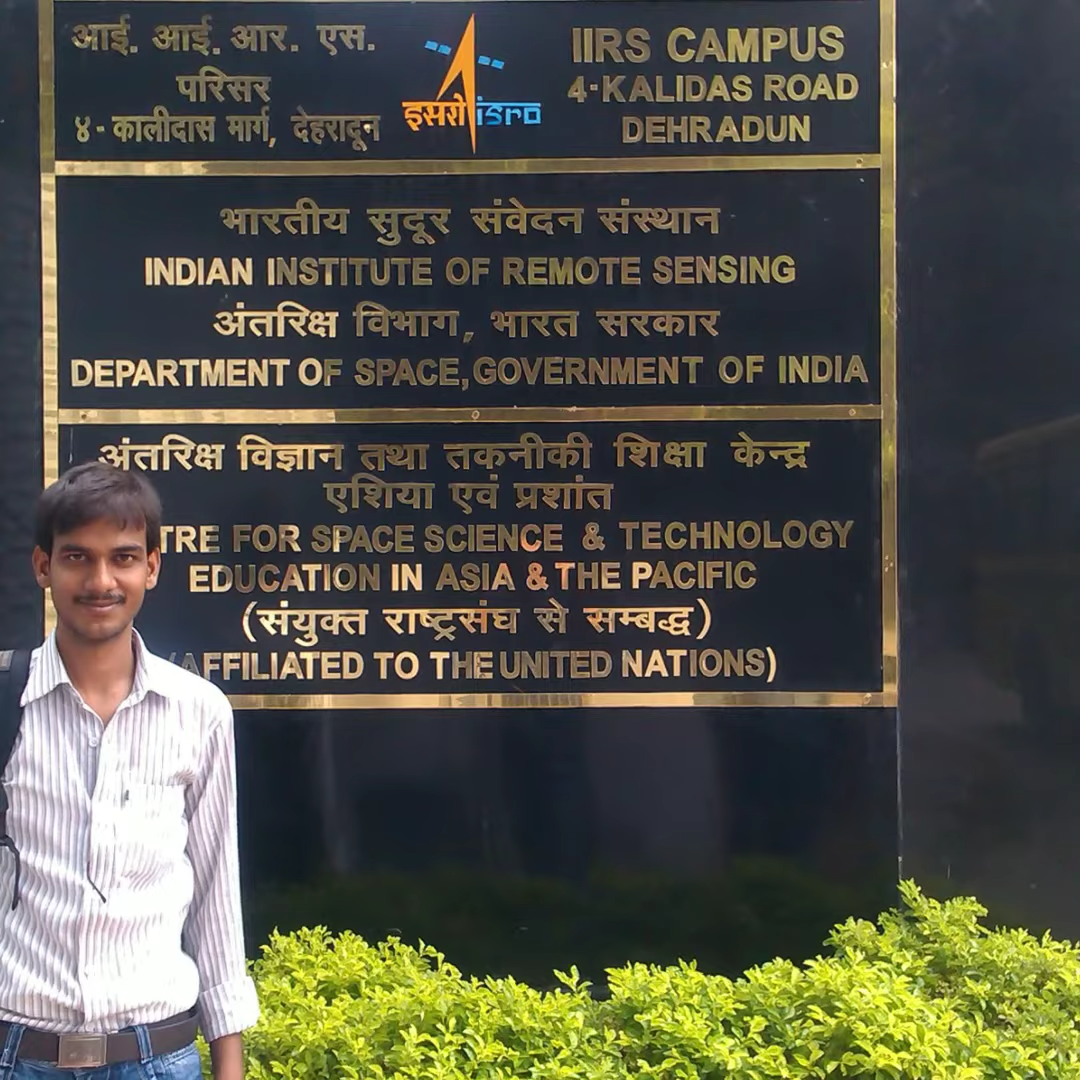 आई. आई. आर. एस.
परिसर
४-कालीदास मार्ग, देहरादून
इसरो isro
IIRS CAMPUS
4-KALIDAS ROAD
DEHRADUN
भारतीय सुदूर संवेदन संस्थान
INDIAN INSTITUTE OF REMOTE SENSING
अंतरिक्ष विभाग, भारत सरकार
DEPARTMENT OF SPACE, GOVERNMENT OF INDIA
अंतरिक्ष विज्ञान तथा तकनीकी शिक्षा केन्द्र
एशिया एवं प्रशांत
TRE FOR SPACE SCIENCE & TECHNOLOGY
EDUCATION IN ASIA & THE PACIFIC
(संयुक्त राष्ट्रसंघ से सम्बद्ध)
(AFFILIATED TO THE UNITED NATIONS)